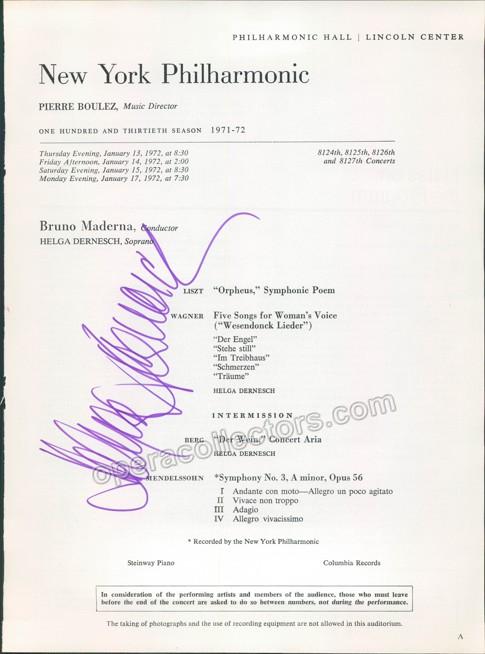 PHILHARMONIC HALL | LINCOLN CENTER
New York Philharmonic
PIERRE BOULEZ, Music Director
ONE HUNDRED AND THIRTIETH SEASON 1971-72
Thursday Evening, January 13, 1972, at 8:30
Friday Afternoon, January 14, 1972, at 2:00
Saturday Evening, January 15, 1972, at 8:30
Monday Evening, January 17, 1972, at 7:30
8124th, 8125th, 8126th
and 8127th Concerts
Bruno Maderna, Conductor
HELGA DERNESCH, Soprano
LISZT "Orpheus," Symphonic Poem
WAGNER Five Songs for Woman's Voice
("Wesendonck Lieder")
"Der Engel"
"Stehe still"
"Im Treibhaus"
"Schmerzen"
"Träume"
HELGA DERNESCH
INTERMISSION
BERG "Der Wein," Concert Aria
HELGA DERNESCH
MENDELSSOHN *Symphony No. 3, A minor, Opus 56
I Andante con moto—Allegro un poco agitato
II Vivace non troppo
III Adagio
IV Allegro vivacissimo
* Recorded by the New York Philharmonic
Steinway Piano Columbia Records
In consideration of the performing artists and members of the audience, those who must leave
before the end of the concert are asked to do so between numbers, not during the performance.
The taking of photographs and the use of recording equipment are not allowed in this auditorium.
A
Helga Dernesch
operacollectors.com